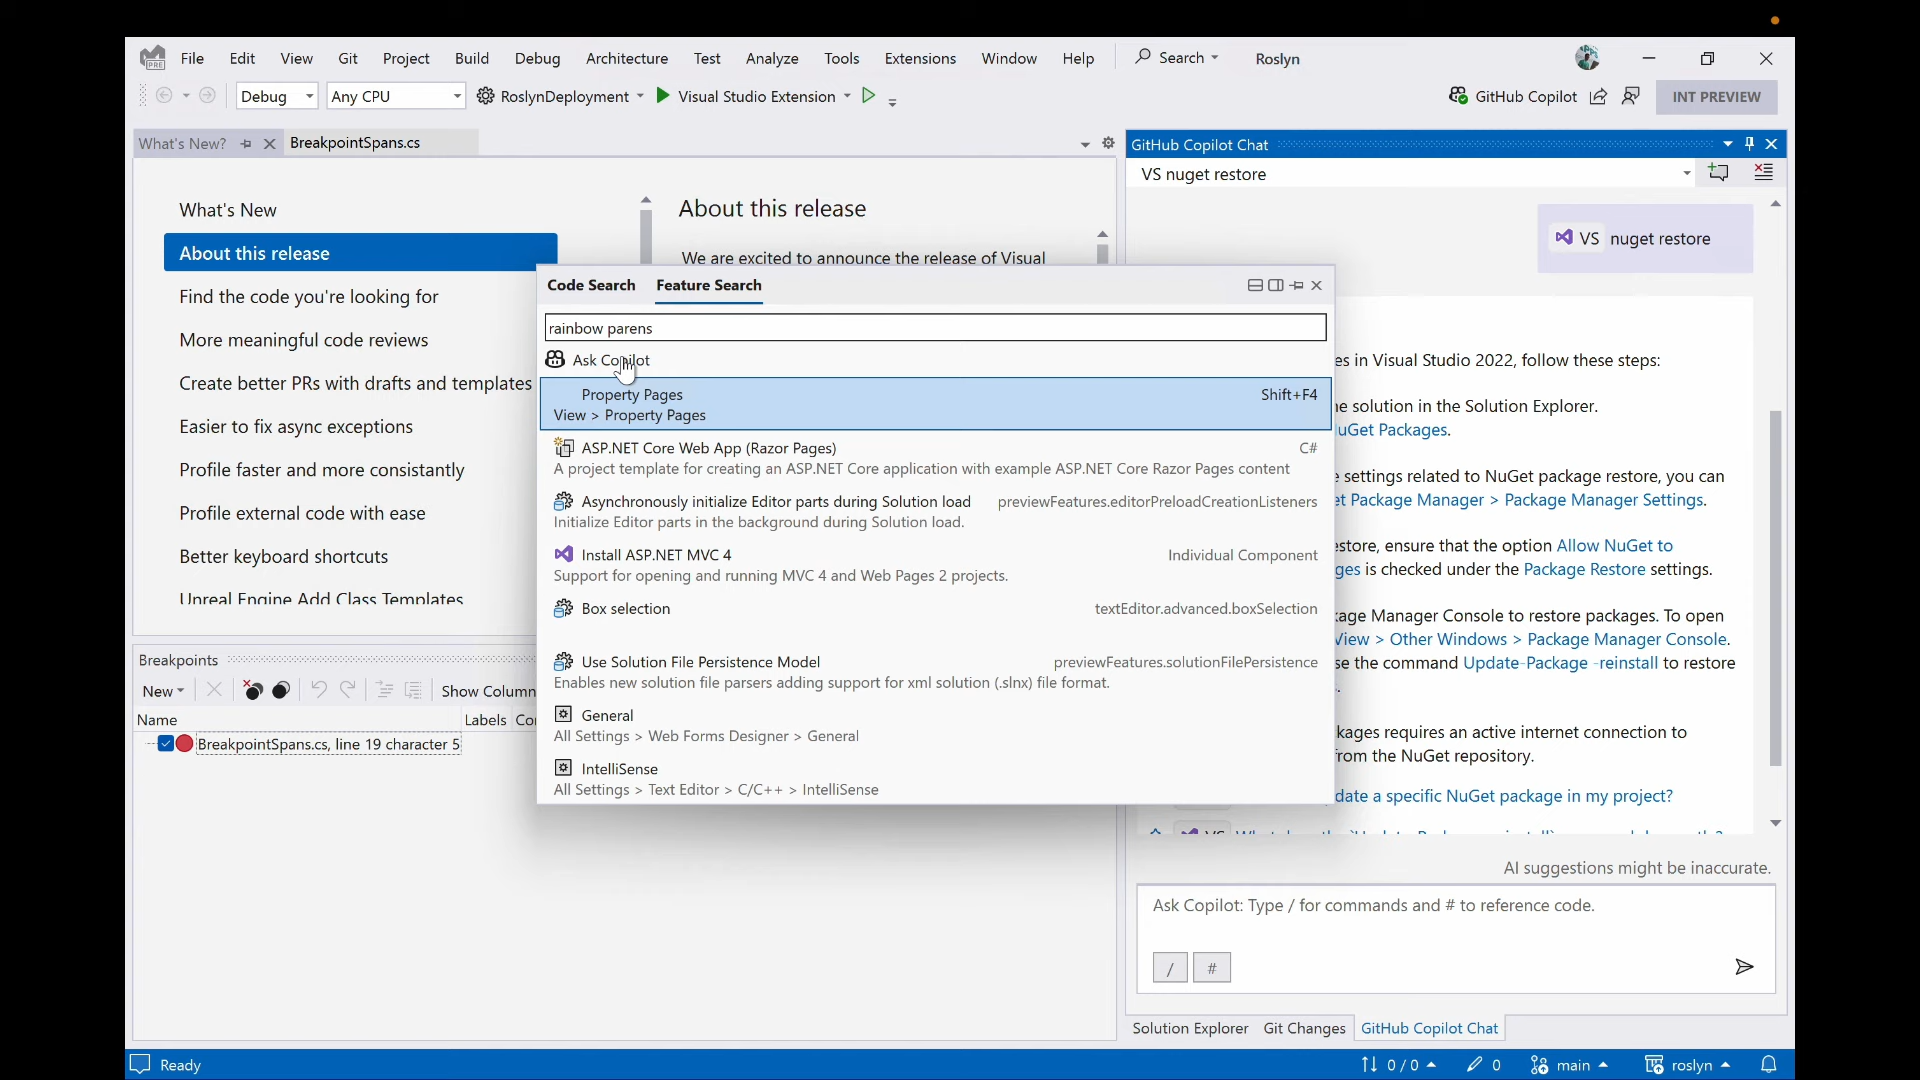 File Edit View Git Project Build Debug Architecture Test Analyze Tools Extensions Window Help Search Roslyn
PRE
Debug Any CPU RoslynDeployment Visual Studio Extension GitHub Copilot INT PREVIEW
What's New? BreakpointSpans.cs
What's New
About this release
Find the code you're looking for
More meaningful code reviews
Create better PRs with drafts and templates
Easier to fix async exceptions
Profile faster and more consistantly
Profile external code with ease
Better keyboard shortcuts
Unreal Engine Add Class Templates
About this release
We are excited to announce the release of Visual
Code Search Feature Search
rainbow parens
Ask Copilot
Property Pages Shift+F4
View > Property Pages
ASP.NET Core Web App (Razor Pages) C#
A project template for creating an ASP.NET Core application with example ASP.NET Core Razor Pages content
Asynchronously initialize Editor parts during Solution load previewFeatures.editorPreloadCreationListeners
Initialize Editor parts in the background during Solution load.
Install ASP.NET MVC 4 Individual Component
Support for opening and running MVC 4 and Web Pages 2 projects.
Box selection textEditor.advanced.boxSelection
Use Solution File Persistence Model previewFeatures.solutionFilePersistence
Enables new solution file parsers adding support for xml solution (.slnx) file format.
General
All Settings > Web Forms Designer > General
IntelliSense
All Settings > Text Editor > C/C++ > IntelliSense
Breakpoints
New Show Column
Name Labels Co
BreakpointSpans.cs, line 19 character 5
GitHub Copilot Chat
VS nuget restore
VS nuget restore
es in Visual Studio 2022, follow these steps:
e solution in the Solution Explorer.
uGet Packages.
settings related to NuGet package restore, you can
et Package Manager > Package Manager Settings.
estore, ensure that the option Allow NuGet to
ges is checked under the Package Restore settings.
kage Manager Console to restore packages. To open
View > Other Windows > Package Manager Console.
se the command Update-Package -reinstall to restore
.
kages requires an active internet connection to
from the NuGet repository.
date a specific NuGet package in my project?
AI suggestions might be inaccurate.
Ask Copilot: Type / for commands and # to reference code.
/ #
Solution Explorer Git Changes GitHub Copilot Chat
Ready 0 / 0 0 main roslyn